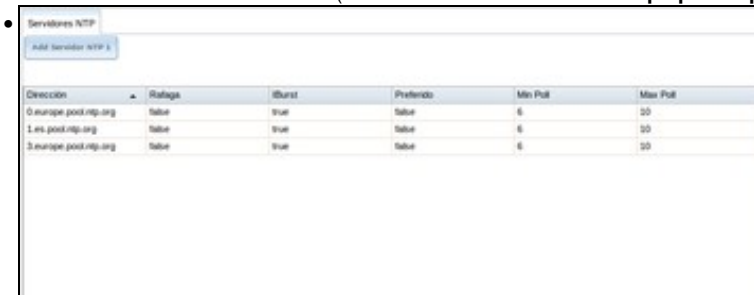 Servidores NTP
Add Servidor NTP
Dirección Rafaga IBurst Preferido Min Poll Max Poll
0.europe.pool.ntp.org false true false 6 10
1.es.pool.ntp.org false true false 6 10
3.europe.pool.ntp.org false true false 6 10